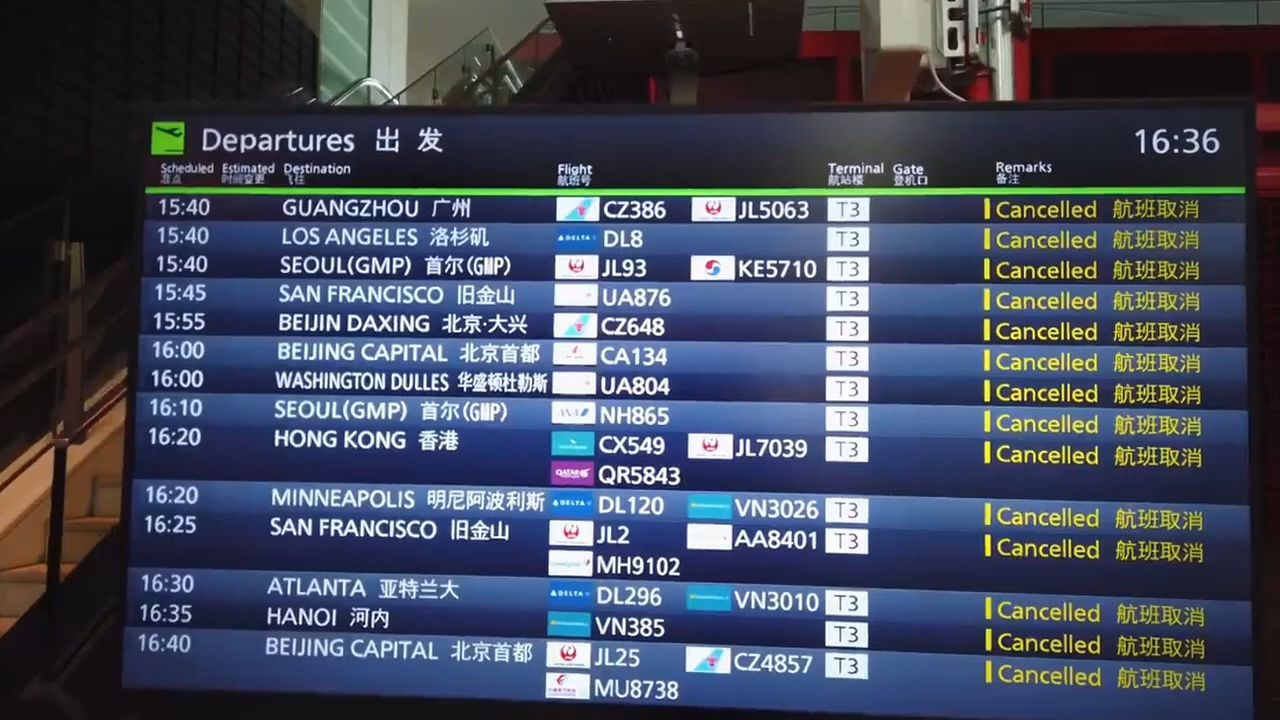 Departures 出 发 16:36
Scheduled Estimated Destination Flight Terminal Gate Remarks
准点 时间变更 飞往 航班号 航站楼 登机口 备注
15:40 GUANGZHOU 广州 CZ386 JL5063 T3 Cancelled 航班取消
15:40 LOS ANGELES 洛杉矶 DELTA DL8 T3 Cancelled 航班取消
15:40 SEOUL(GMP) 首尔(GMP) JL93 KE5710 T3 Cancelled 航班取消
15:45 SAN FRANCISCO 旧金山 UA876 T3 Cancelled 航班取消
15:55 BEIJIN DAXING 北京·大兴 CZ648 T3 Cancelled 航班取消
16:00 BEIJING CAPITAL 北京首都 CA134 T3 Cancelled 航班取消
16:00 WASHINGTON DULLES 华盛顿杜勒斯 UA804 T3 Cancelled 航班取消
16:10 SEOUL(GMP) 首尔(GMP) ANA NH865 T3 Cancelled 航班取消
16:20 HONG KONG 香港 CX549 JL7039 T3 Cancelled 航班取消
QATAR QR5843
16:20 MINNEAPOLIS 明尼阿波利斯 DELTA DL120 VN3026 T3 Cancelled 航班取消
16:25 SAN FRANCISCO 旧金山 JL2 AA8401 T3 Cancelled 航班取消
MH9102
16:30 ATLANTA 亚特兰大 DELTA DL296 VN3010 T3 Cancelled 航班取消
16:35 HANOI 河内 VN385 T3 Cancelled 航班取消
16:40 BEIJING CAPITAL 北京首都 JL25 CZ4857 T3 Cancelled 航班取消
MU8738